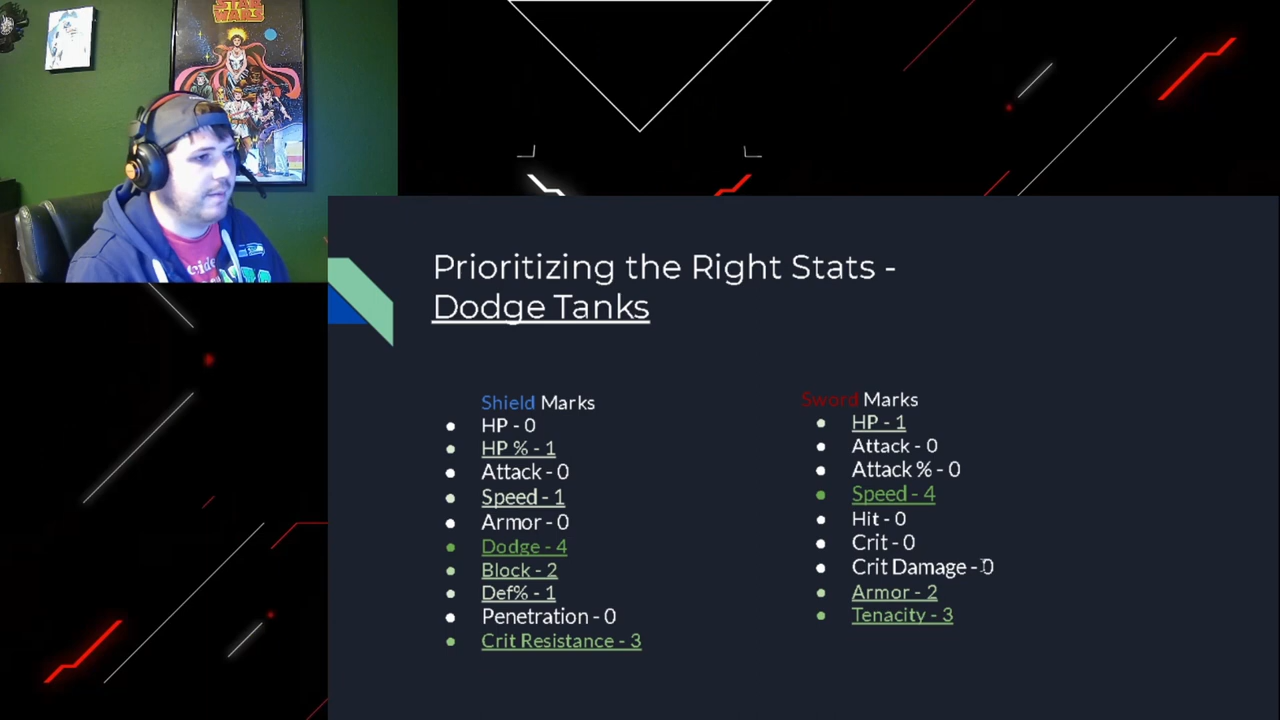 STAR
WARS
Prioritizing the Right Stats -
Dodge Tanks
Shield Marks
HP - 0
HP % - 1
Attack - 0
Speed - 1
Armor - 0
Dodge - 4
Block - 2
Def% - 1
Penetration - 0
Crit Resistance - 3
Sword Marks
HP - 1
Attack - 0
Attack % - 0
Speed - 4
Hit - 0
Crit - 0
Crit Damage - 0
Armor - 2
Tenacity - 3